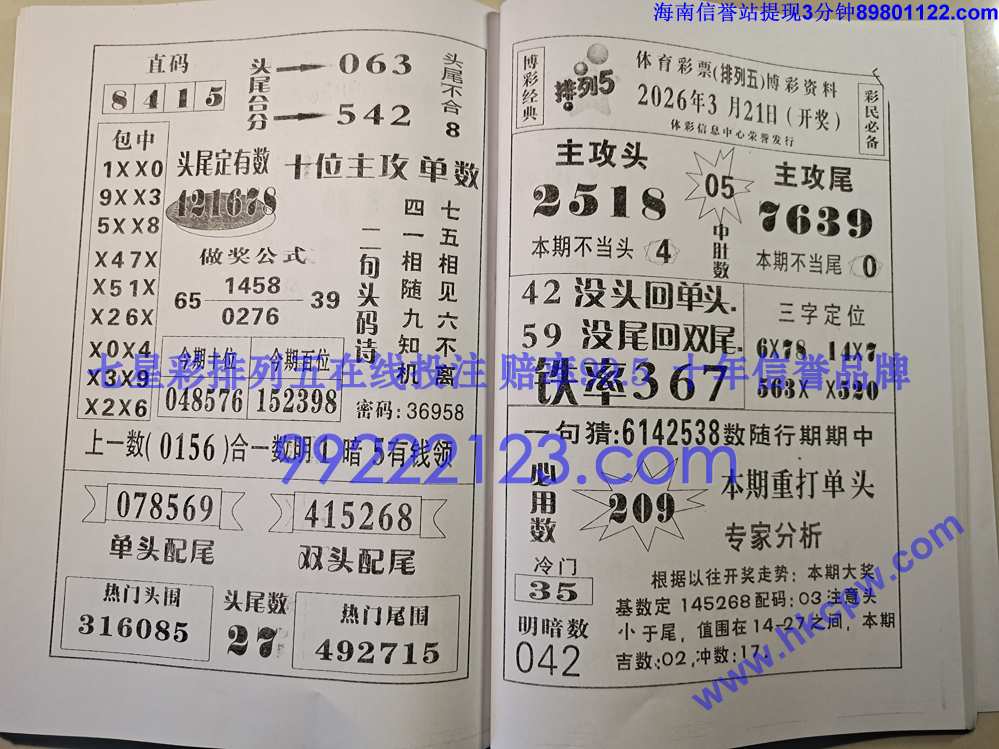 海南信誉站提现3分钟89801122.com
直码
8 4 1 5
头尾合分
063
542
头尾不合8
包中
1XX0
9XX3
5XX8
X47X
X51X
X26X
X0X4
X3X9
X2X6
头尾定有数
421678
十位主攻单数
做奖公式
1458
65
39
0276
二句头码诗
四一相随九知机
七五相见六不离
今期十位
048576
今期百位
152398
密码:36958
上一数(0156)合一数明1暗5有钱领
078569
单头配尾
415268
双头配尾
热门头围
316085
头尾数
27
热门尾围
492715
博彩经典
排列5
体育彩票(排列五)博彩资料
2026年3月21日(开奖)
体彩信息中心荣誉发行
彩民必备
主攻头
2518
本期不当头 4
05
中肚数
主攻尾
7639
本期不当尾 0
42 没头回单头.
59 没尾回双尾.
铁率367
三字定位
6X78 14X7
563X X520
一句猜:6142538数随行期期中
必用数
209
本期重打单头
专家分析
冷门
35
明暗数
042
根据以往开奖走势:本期大奖
基数定 145268配码:03注意头
小于尾,值围在14-27之间,本期
吉数:02,冲数:17.
七星彩排列五在线投注 赔率92.5 十年信誉品牌
99222123.com
www.hkcpw.com